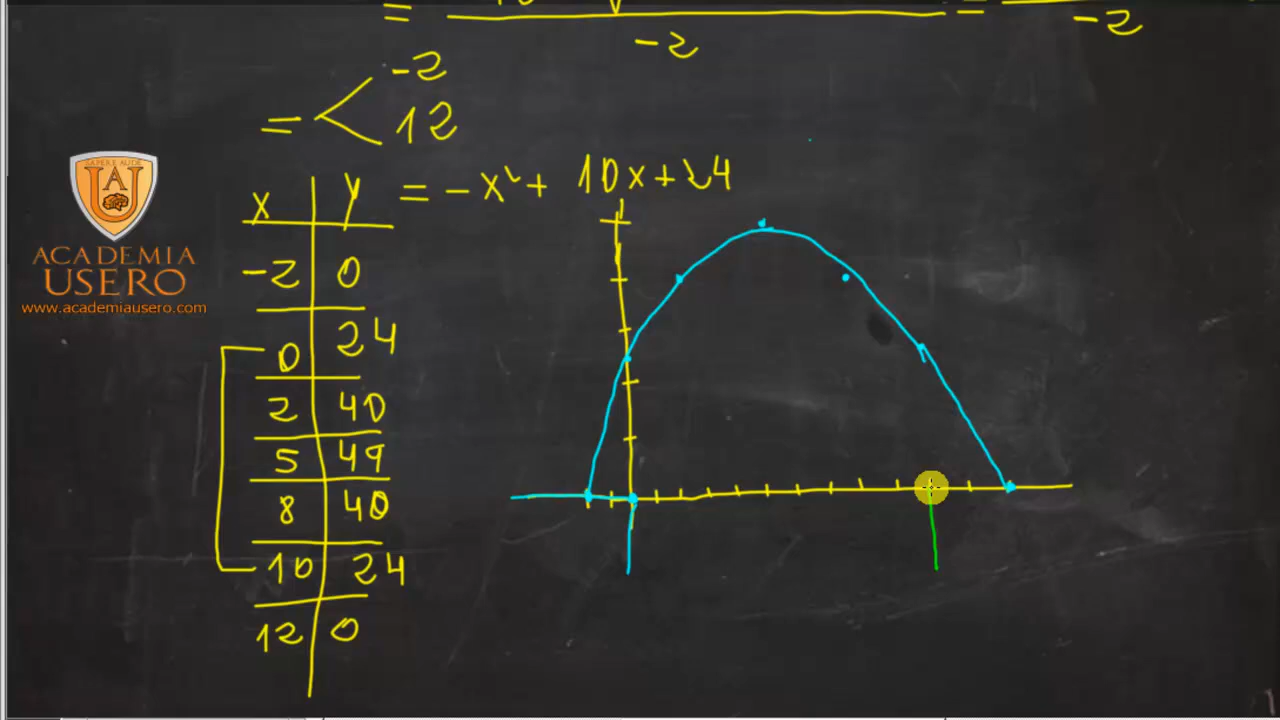 =
=
-2
-2
-2
= < 12
SAPERE AUDE
U A
ACADEMIA
USERO
www.academiausero.com
x | y = -x² + 10x + 24
-2 | 0
0 | 24
2 | 40
5 | 49
8 | 40
10 | 24
12 | 0